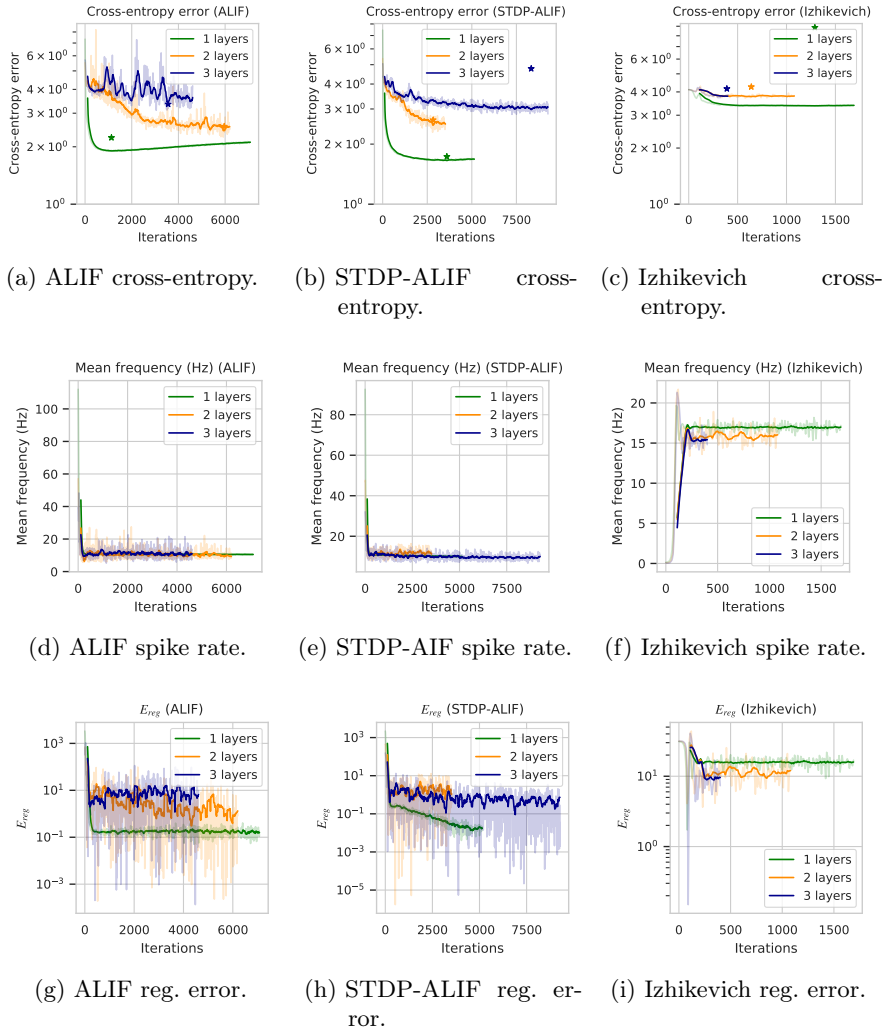 Cross-entropy error (ALIF)
Cross-entropy error
6 × 10⁰
4 × 10⁰
3 × 10⁰
2 × 10⁰
10⁰
1 layers
2 layers
3 layers
0 2000 4000 6000
Iterations
(a) ALIF cross-entropy.
Cross-entropy error (STDP-ALIF)
Cross-entropy error
6 × 10⁰
4 × 10⁰
3 × 10⁰
2 × 10⁰
10⁰
1 layers
2 layers
3 layers
0 2500 5000 7500
Iterations
(b) STDP-ALIF cross-
entropy.
Cross-entropy error (Izhikevich)
Cross-entropy error
6 × 10⁰
4 × 10⁰
3 × 10⁰
2 × 10⁰
10⁰
1 layers
2 layers
3 layers
0 500 1000 1500
Iterations
(c) Izhikevich cross-
entropy.
Mean frequency (Hz) (ALIF)
Mean frequency (Hz)
100
80
60
40
20
0
1 layers
2 layers
3 layers
0 2000 4000 6000
Iterations
(d) ALIF spike rate.
Mean frequency (Hz) (STDP-ALIF)
Mean frequency (Hz)
80
60
40
20
1 layers
2 layers
3 layers
0 2500 5000 7500
Iterations
(e) STDP-AIF spike rate.
Mean frequency (Hz) (Izhikevich)
Mean frequency (Hz)
20
15
10
5
0
1 layers
2 layers
3 layers
0 500 1000 1500
Iterations
(f) Izhikevich spike rate.
E_reg (ALIF)
E_reg
10³
10¹
10⁻¹
10⁻³
1 layers
2 layers
3 layers
0 2000 4000 6000
Iterations
(g) ALIF reg. error.
E_reg (STDP-ALIF)
E_reg
10³
10¹
10⁻¹
10⁻³
10⁻⁵
1 layers
2 layers
3 layers
0 2500 5000 7500
Iterations
(h) STDP-ALIF reg. er-
ror.
E_reg (Izhikevich)
E_reg
10¹
10⁰
1 layers
2 layers
3 layers
0 500 1000 1500
Iterations
(i) Izhikevich reg. error.